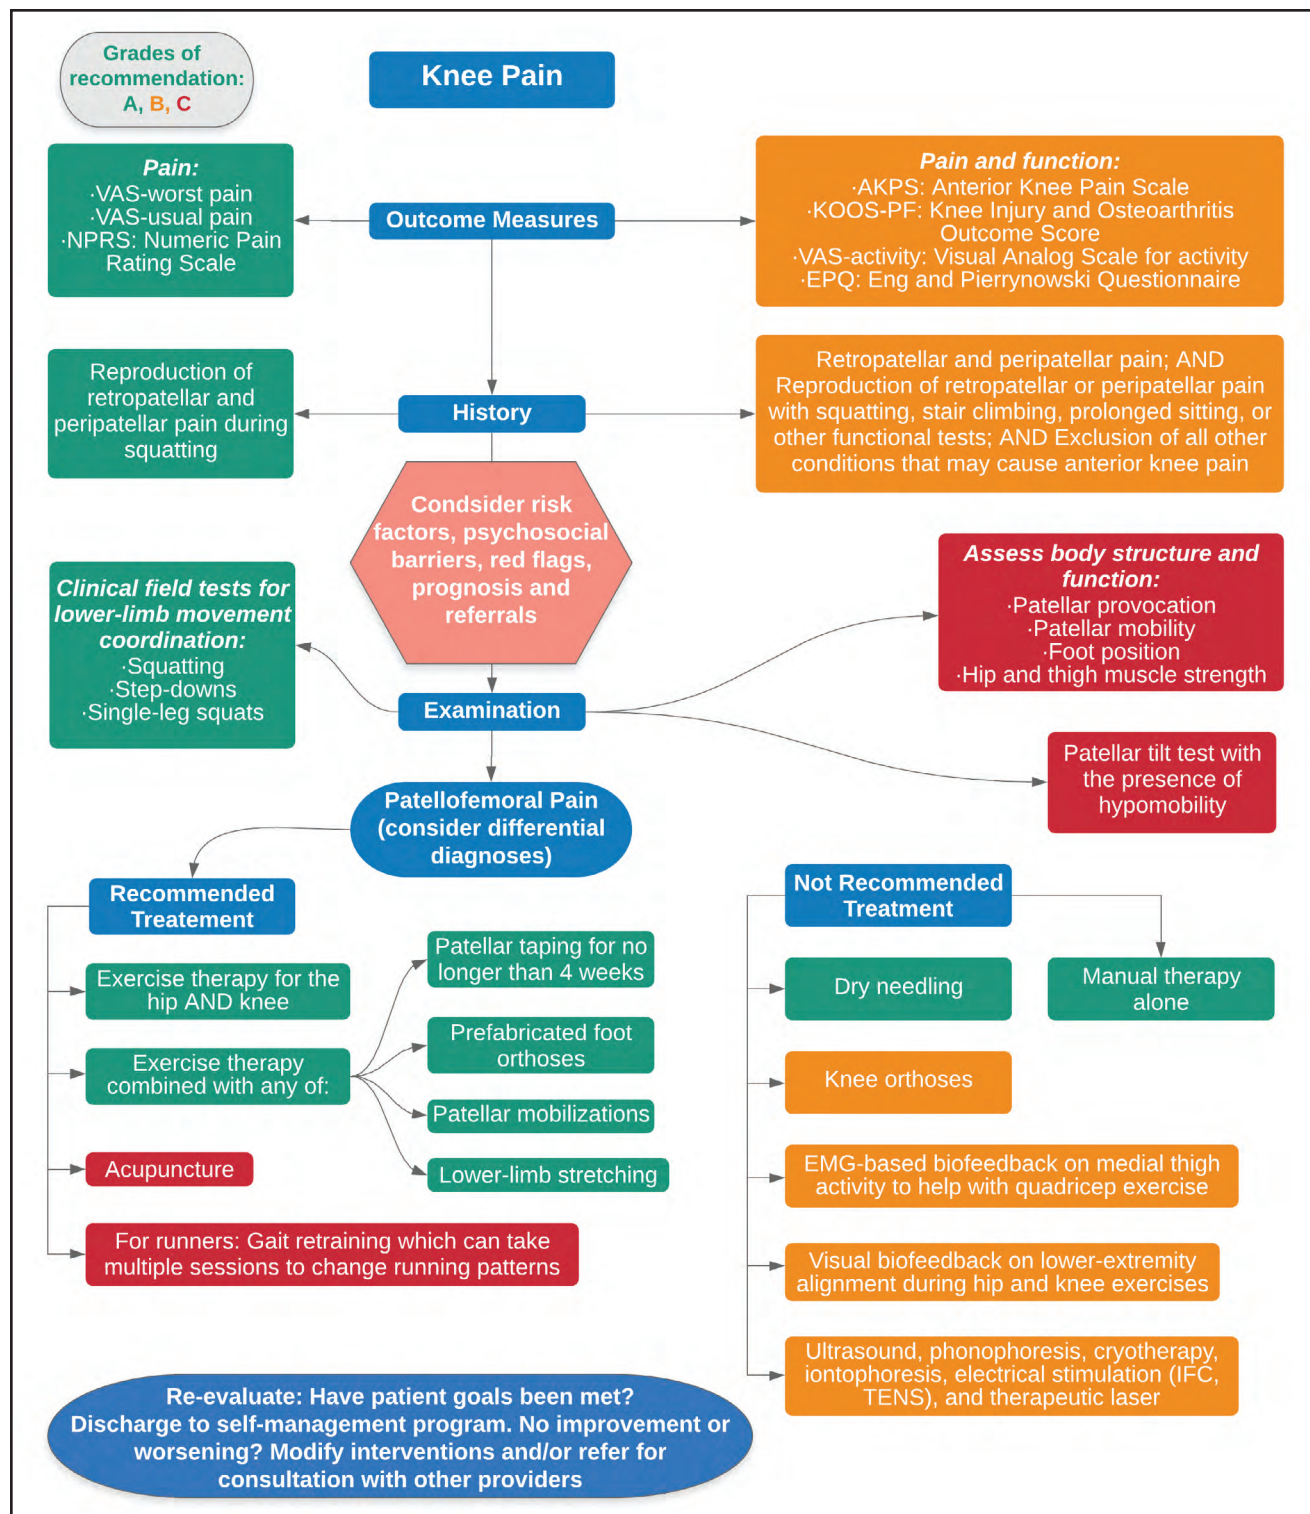 Grades of
recommendation:
A, B, C
Knee Pain
Pain:
·VAS-worst pain
·VAS-usual pain
·NPRS: Numeric Pain
Rating Scale
Outcome Measures
Pain and function:
·AKPS: Anterior Knee Pain Scale
·KOOS-PF: Knee Injury and Osteoarthritis
Outcome Score
·VAS-activity: Visual Analog Scale for activity
·EPQ: Eng and Pierrynowski Questionnaire
Reproduction of
retropatellar and
peripatellar pain during
squatting
History
Retropatellar and peripatellar pain; AND
Reproduction of retropatellar or peripatellar pain
with squatting, stair climbing, prolonged sitting, or
other functional tests; AND Exclusion of all other
conditions that may cause anterior knee pain
Condsider risk
factors, psychosocial
barriers, red flags,
prognosis and
referrals
Clinical field tests for
lower-limb movement
coordination:
·Squatting
·Step-downs
·Single-leg squats
Examination
Assess body structure and
function:
·Patellar provocation
·Patellar mobility
·Foot position
·Hip and thigh muscle strength
Patellar tilt test with
the presence of
hypomobility
Patellofemoral Pain
(consider differential
diagnoses)
Recommended
Treatement
Exercise therapy for the
hip AND knee
Exercise therapy
combined with any of:
Patellar taping for no
longer than 4 weeks
Prefabricated foot
orthoses
Patellar mobilizations
Lower-limb stretching
Acupuncture
For runners: Gait retraining which can take
multiple sessions to change running patterns
Not Recommended
Treatment
Dry needling
Manual therapy
alone
Knee orthoses
EMG-based biofeedback on medial thigh
activity to help with quadricep exercise
Visual biofeedback on lower-extremity
alignment during hip and knee exercises
Ultrasound, phonophoresis, cryotherapy,
iontophoresis, electrical stimulation (IFC,
TENS), and therapeutic laser
Re-evaluate: Have patient goals been met?
Discharge to self-management program. No improvement or
worsening? Modify interventions and/or refer for
consultation with other providers